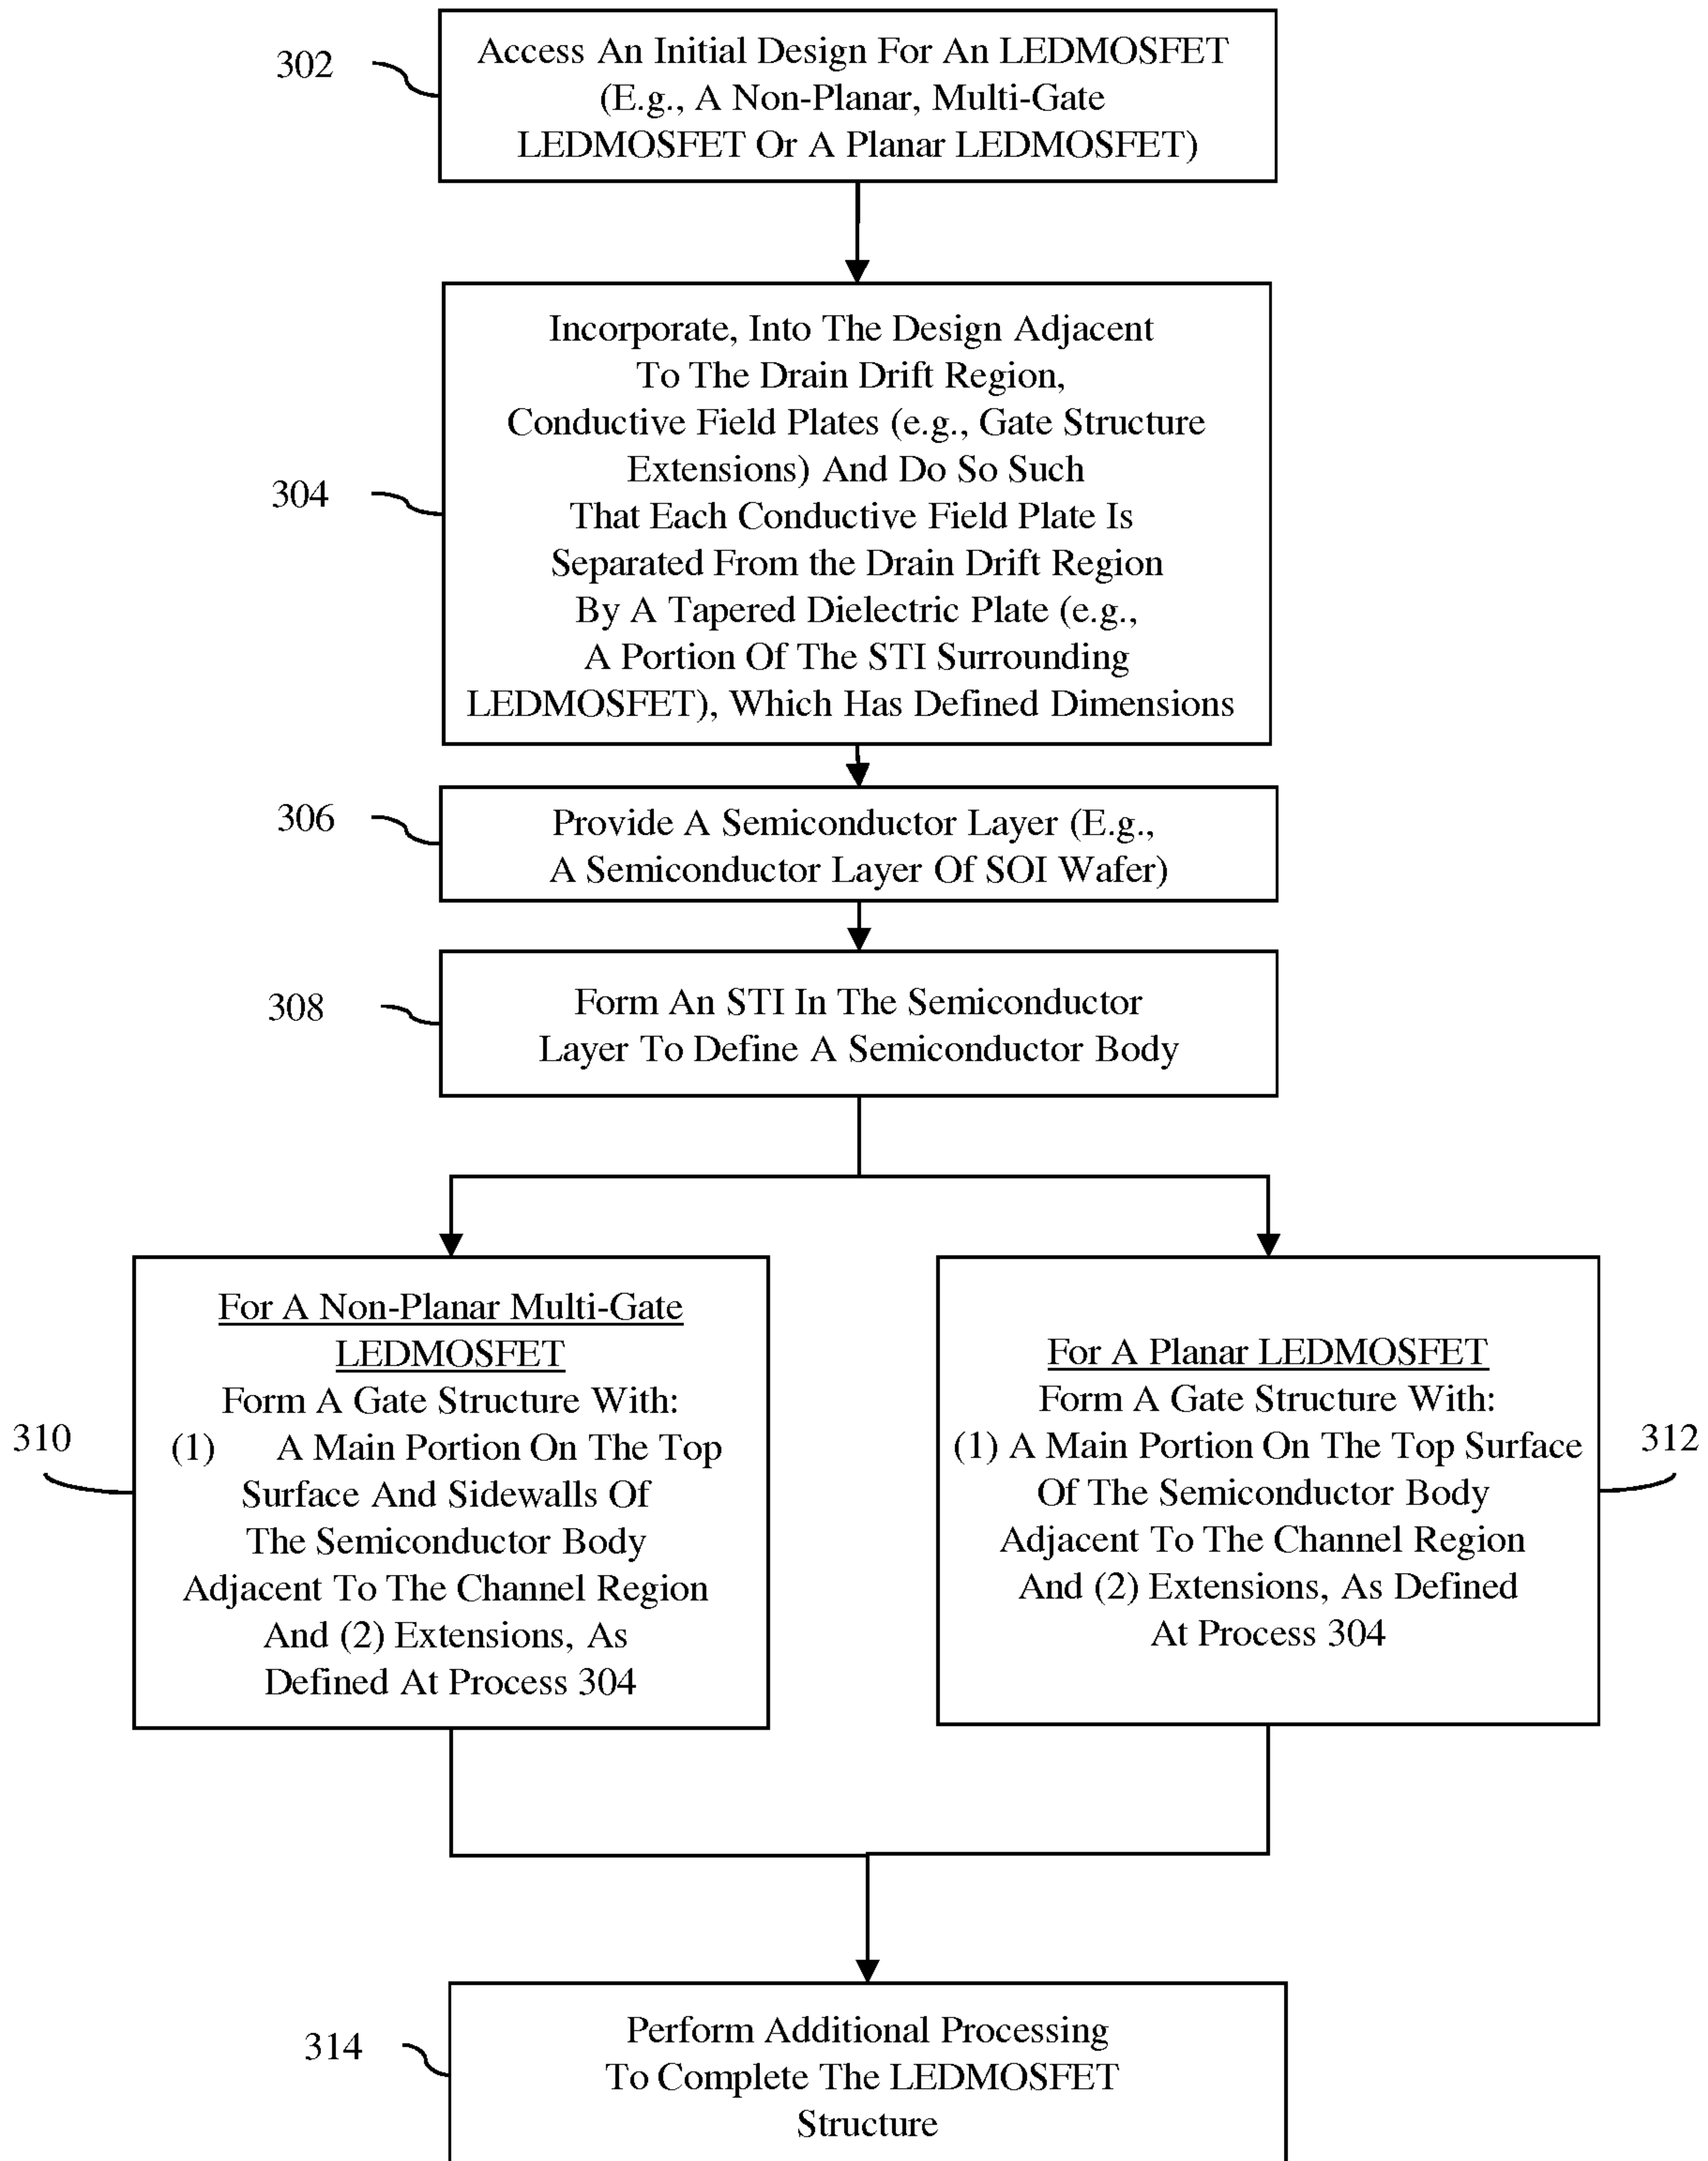 302
Access An Initial Design For An LEDMOSFET
(E.g., A Non-Planar, Multi-Gate
LEDMOSFET Or A Planar LEDMOSFET)
304
Incorporate, Into The Design Adjacent
To The Drain Drift Region,
Conductive Field Plates (e.g., Gate Structure
Extensions) And Do So Such
That Each Conductive Field Plate Is
Separated From the Drain Drift Region
By A Tapered Dielectric Plate (e.g.,
A Portion Of The STI Surrounding
LEDMOSFET), Which Has Defined Dimensions
306
Provide A Semiconductor Layer (E.g.,
A Semiconductor Layer Of SOI Wafer)
308
Form An STI In The Semiconductor
Layer To Define A Semiconductor Body
310
For A Non-Planar Multi-Gate
LEDMOSFET
Form A Gate Structure With:
(1) A Main Portion On The Top
Surface And Sidewalls Of
The Semiconductor Body
Adjacent To The Channel Region
And (2) Extensions, As
Defined At Process 304
For A Planar LEDMOSFET
Form A Gate Structure With:
(1) A Main Portion On The Top Surface
Of The Semiconductor Body
Adjacent To The Channel Region
And (2) Extensions, As Defined
At Process 304
312
314
Perform Additional Processing
To Complete The LEDMOSFET
Structure